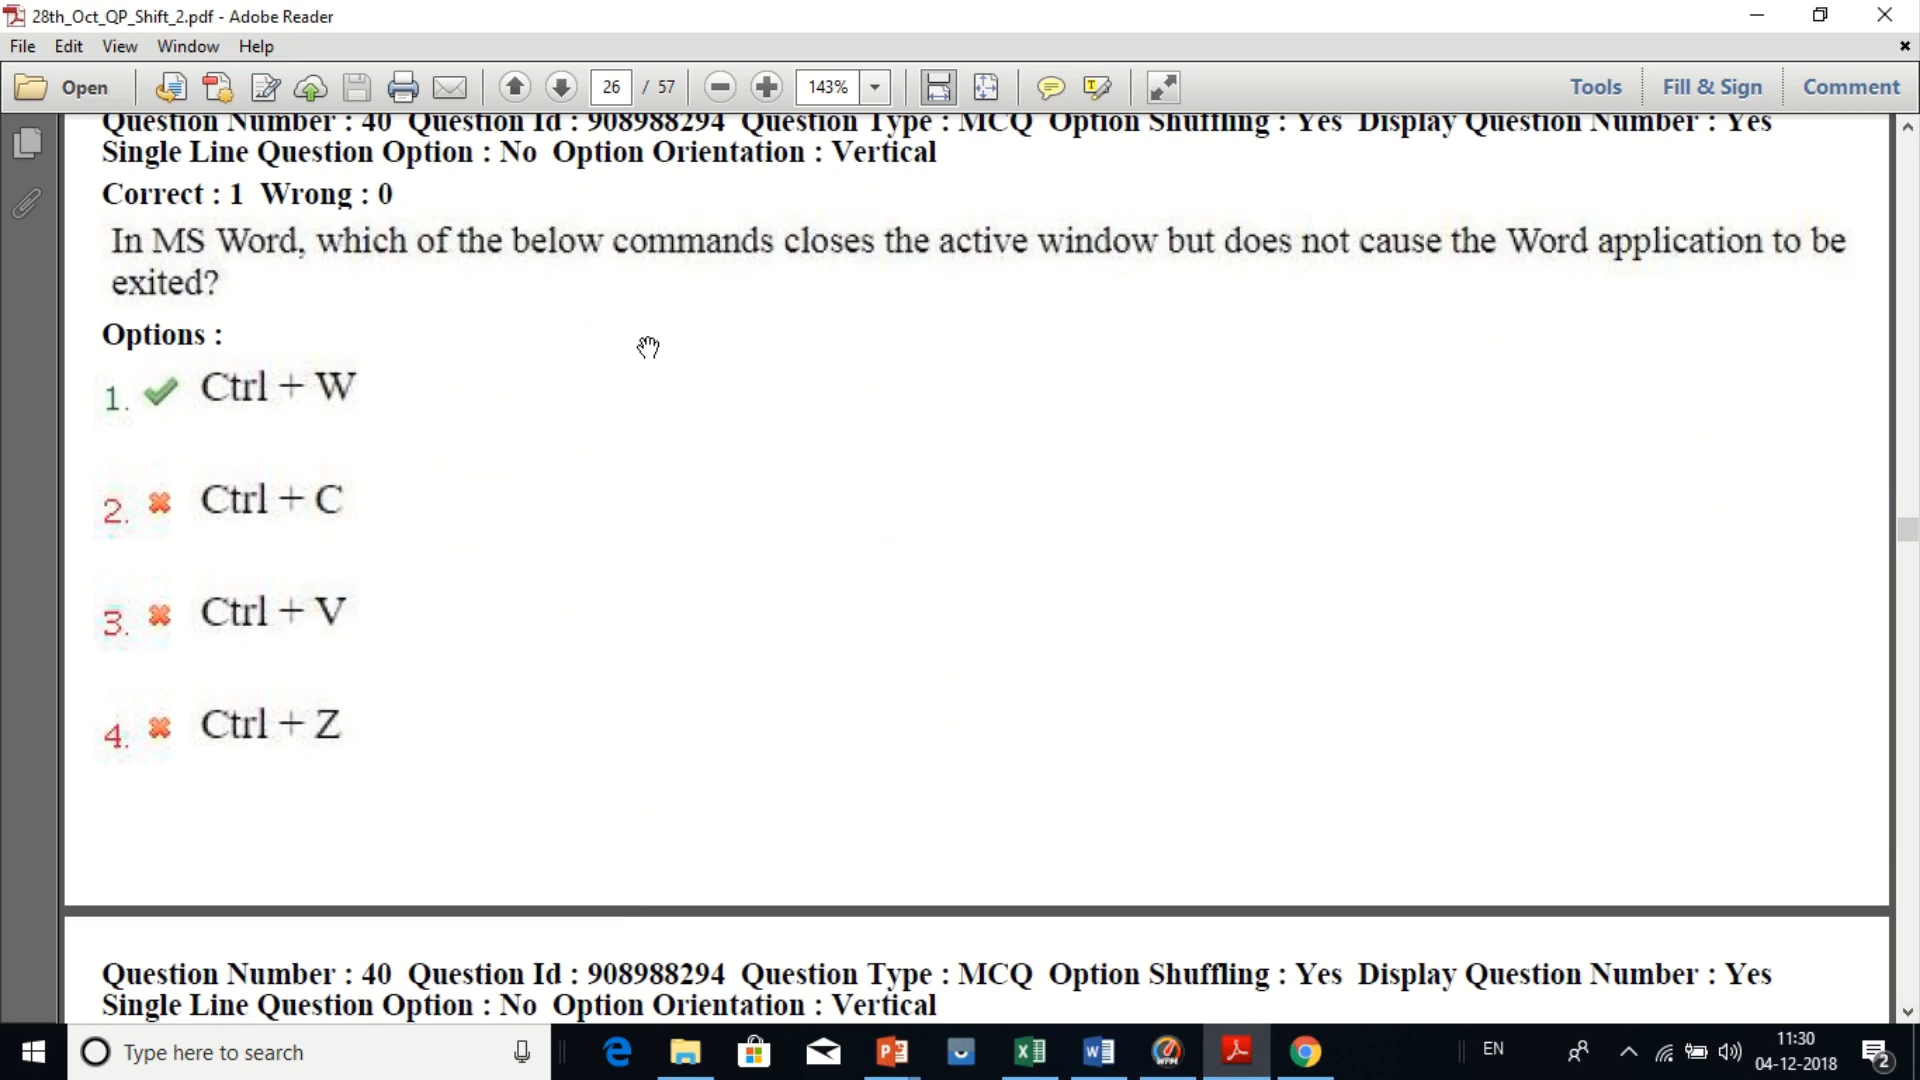 28th_Oct_QP_Shift_2.pdf - Adobe Reader
File Edit View Window Help
Open 26 / 57 143% Tools Fill & Sign Comment
Question Number : 40 Question Id : 908988294 Question Type : MCQ Option Shuffling : Yes Display Question Number : Yes
Single Line Question Option : No Option Orientation : Vertical
Correct : 1 Wrong : 0
In MS Word, which of the below commands closes the active window but does not cause the Word application to be
exited?
Options :
1. Ctrl + W
2. Ctrl + C
3. Ctrl + V
4. Ctrl + Z
Question Number : 40 Question Id : 908988294 Question Type : MCQ Option Shuffling : Yes Display Question Number : Yes
Single Line Question Option : No Option Orientation : Vertical
Type here to search
EN
11:30
04-12-2018
2